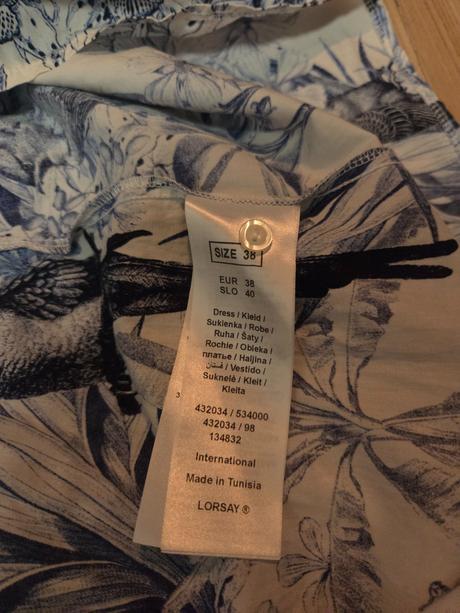 SIZE 38
EUR 38
SLO 40
Dress / Kleid /
Sukienka / Robe /
Ruha / Šaty /
Rochie / Obleka /
платье / Haljina /
فستان / Vestido /
Suknelė / Kleit /
Kleita
3
432034 / 534000
432034 / 98
134832
International
Made in Tunisia
LORSAY ®